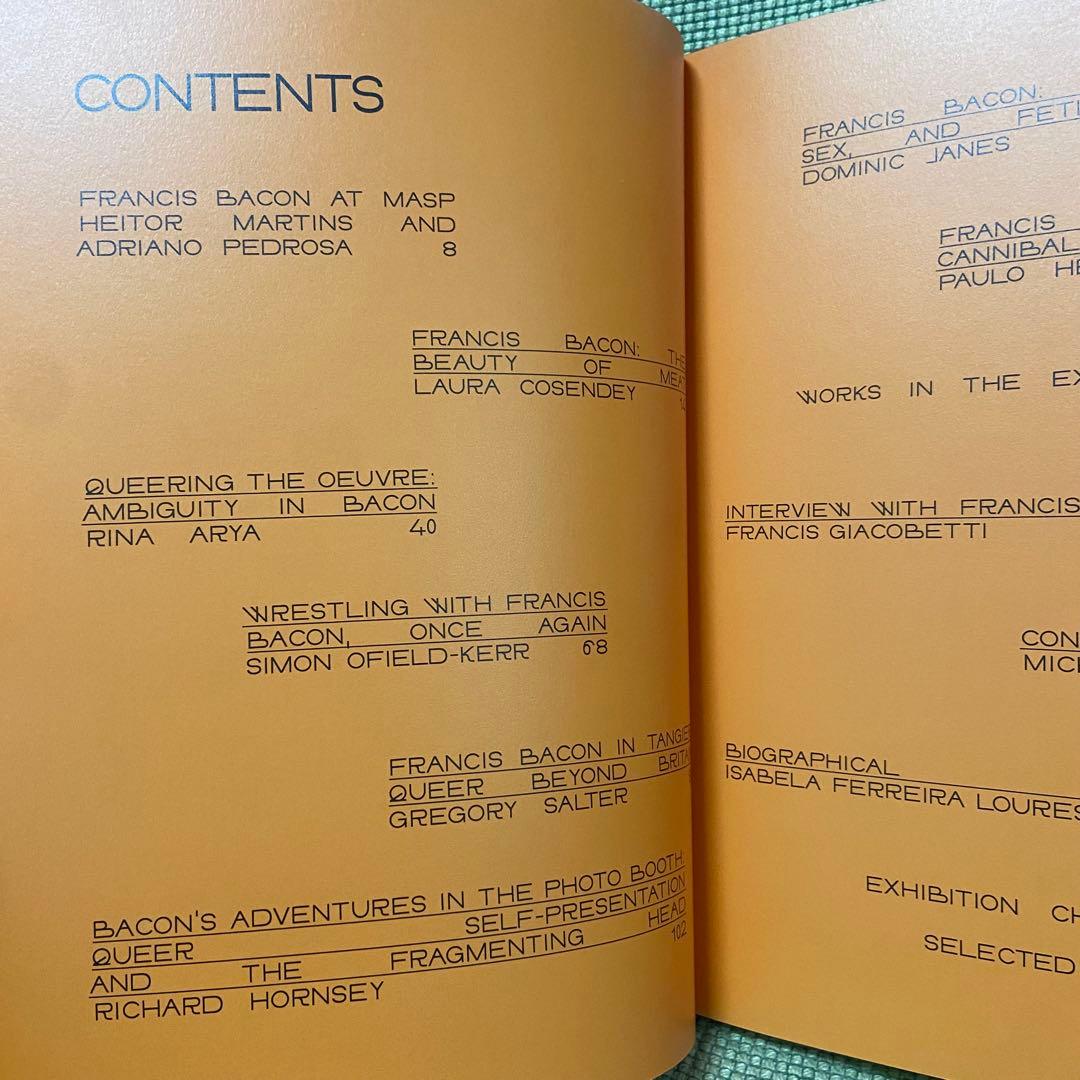 CONTENTS
FRANCIS BACON AT MASP
HEITOR MARTINS AND
ADRIANO PEDROSA 8
FRANCIS BACON: THE
BEAUTY OF MEAT
LAURA COSENDEY
QUEERING THE OEUVRE:
AMBIGUITY IN BACON
RINA ARYA 40
WRESTLING WITH FRANCIS
BACON, ONCE AGAIN
SIMON OFIELD-KERR 68
FRANCIS BACON IN
QUEER BEYOND
GREGORY SALTER
BACON'S ADVENTURES IN THE PHOTO BOOTH:
QUEER SELF-PRESENTATION
AND THE FRAGMENTING HEAD
RICHARD HORNSEY 102
FRANCIS BACON:
SEX, AND
DOMINIC JANES
FRANCIS
CANNIBAL
PAULO
WORKS IN THE
INTERVIEW WITH FRANCIS
FRANCIS GIACOBETTI
BIOGRAPHICAL
ISABELA FERREIRA LOURES
EXHIBITION
SELECTED